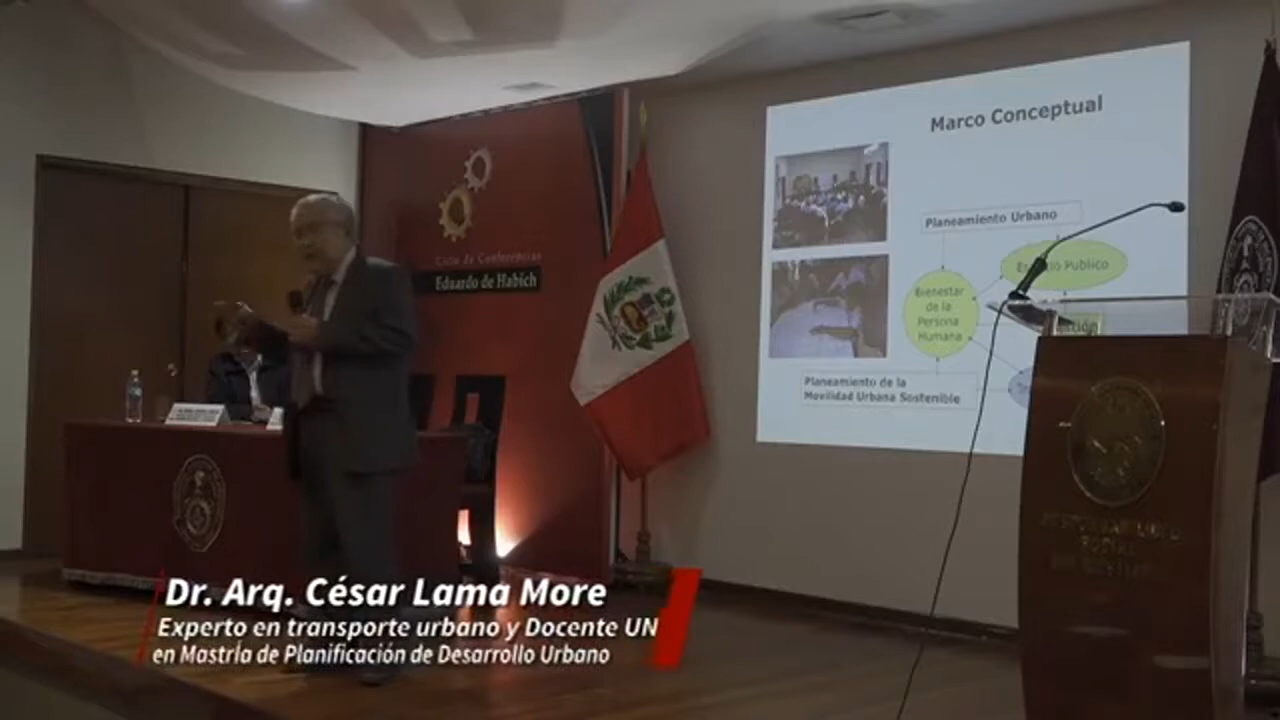 Marco Conceptual
Planeamiento Urbano
Ciclo de Conferencias
Eduardo de Habich
Público
Bienestar
de la
Persona
Humana
Planeamiento de la
Movilidad Urbana Sostenible
Dr. Arq. César Lama More
Experto en transporte urbano y Docente UN
en Mastría de Planificación de Desarrollo Urbano